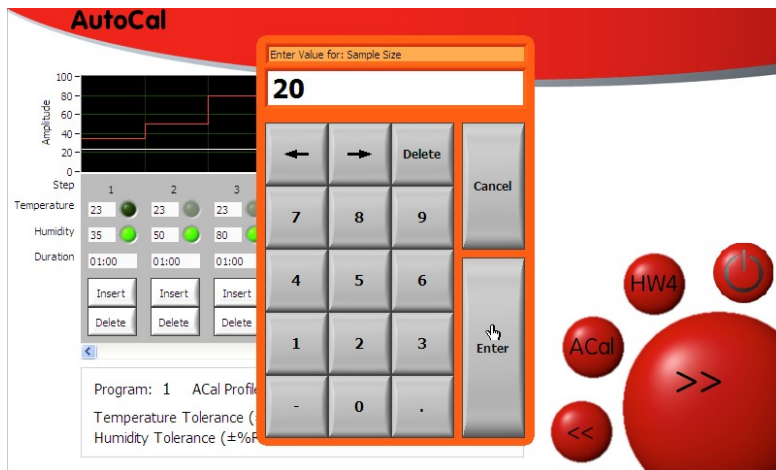 AutoCal
Enter Value for: Sample Size
20
100
80
60
40
20
0
Amplitude
Delete
Cancel
7 8 9
4 5 6
1 2 3
Enter
- 0 .
Step 1 2 3
Temperature 23 23 23
Humidity 35 50 80
Duration 01:00 01:00 01:00
Insert Insert Insert
Delete Delete Delete
Program: 1 ACal Profile
Temperature Tolerance (
Humidity Tolerance (±%
HW4
ACal
>>
<<